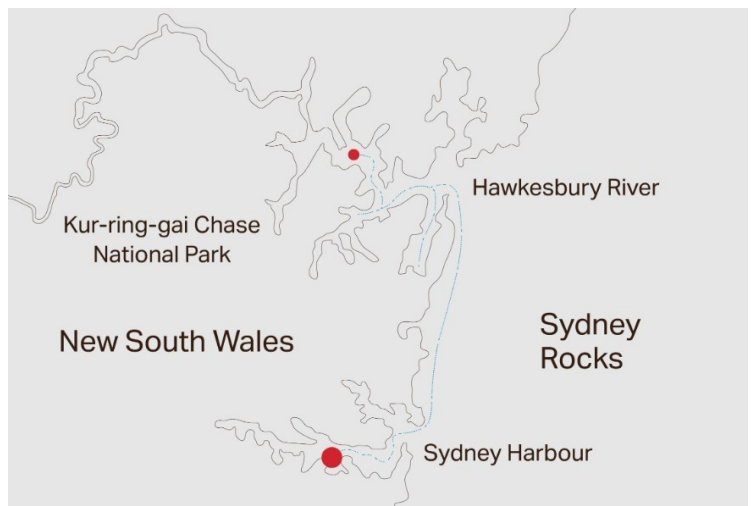 Hawkesbury River
Kur-ring-gai Chase
National Park
New South Wales
Sydney
Rocks
Sydney Harbour